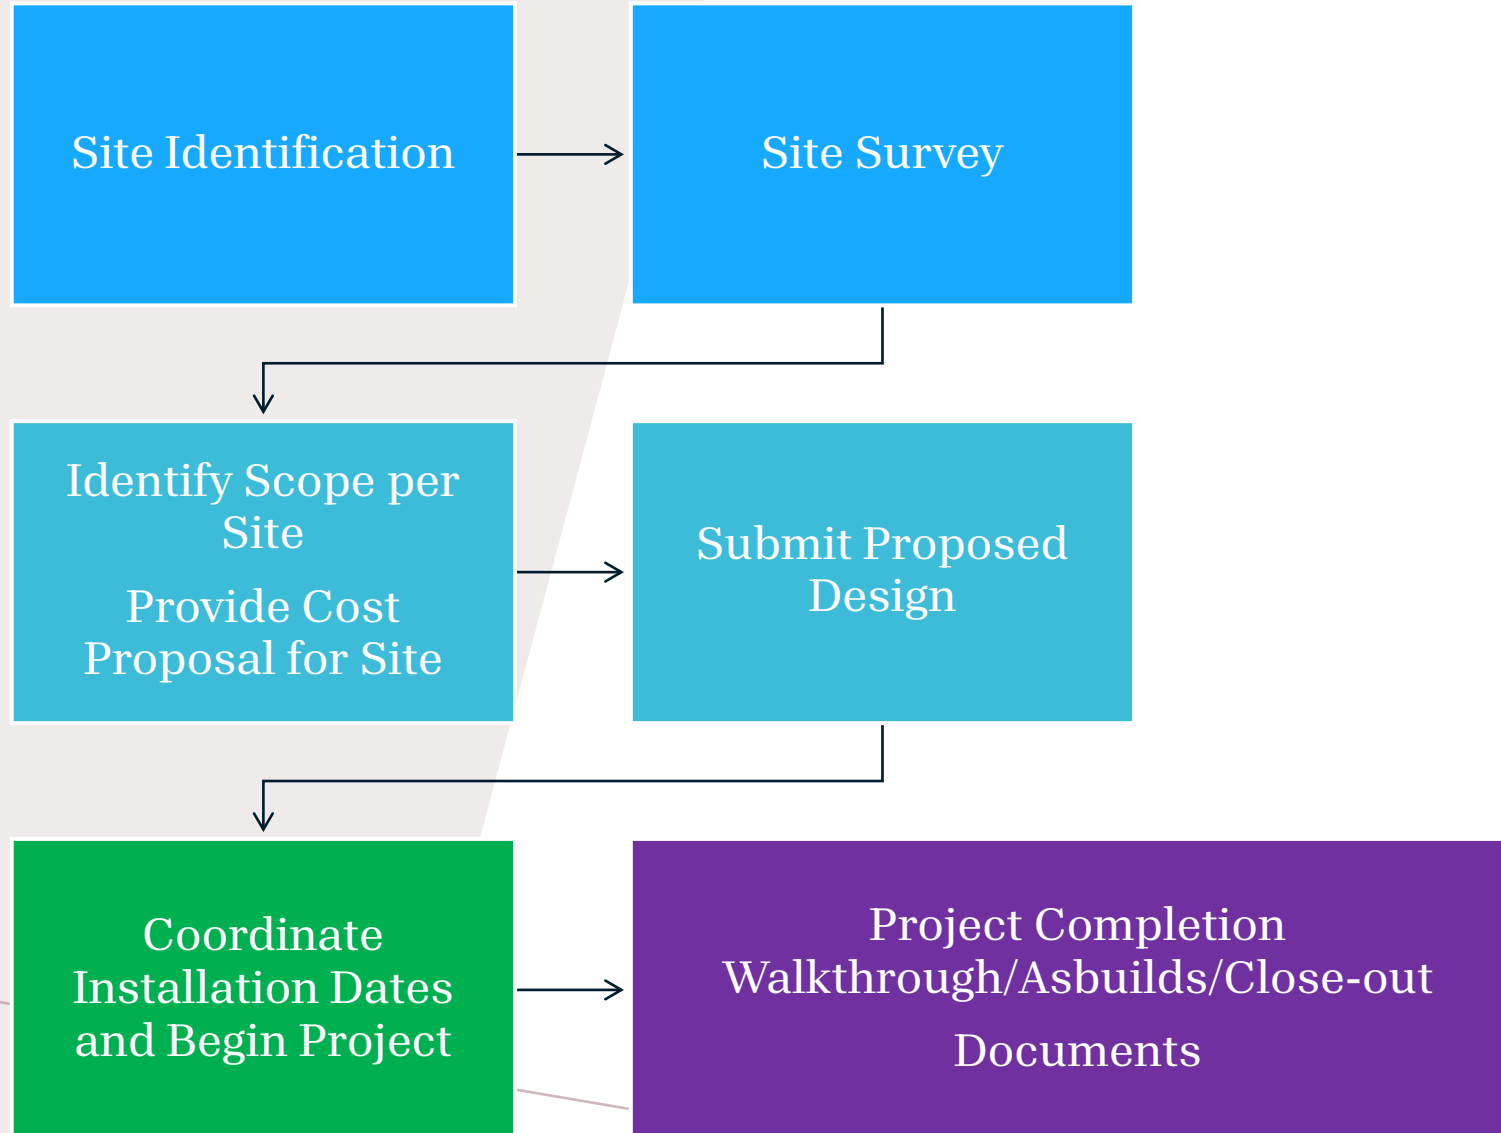 Site Identification
Site Survey
Identify Scope per
Site
Provide Cost
Proposal for Site
Submit Proposed
Design
Coordinate
Installation Dates
and Begin Project
Project Completion
Walkthrough/Asbuilds/Close-out
Documents